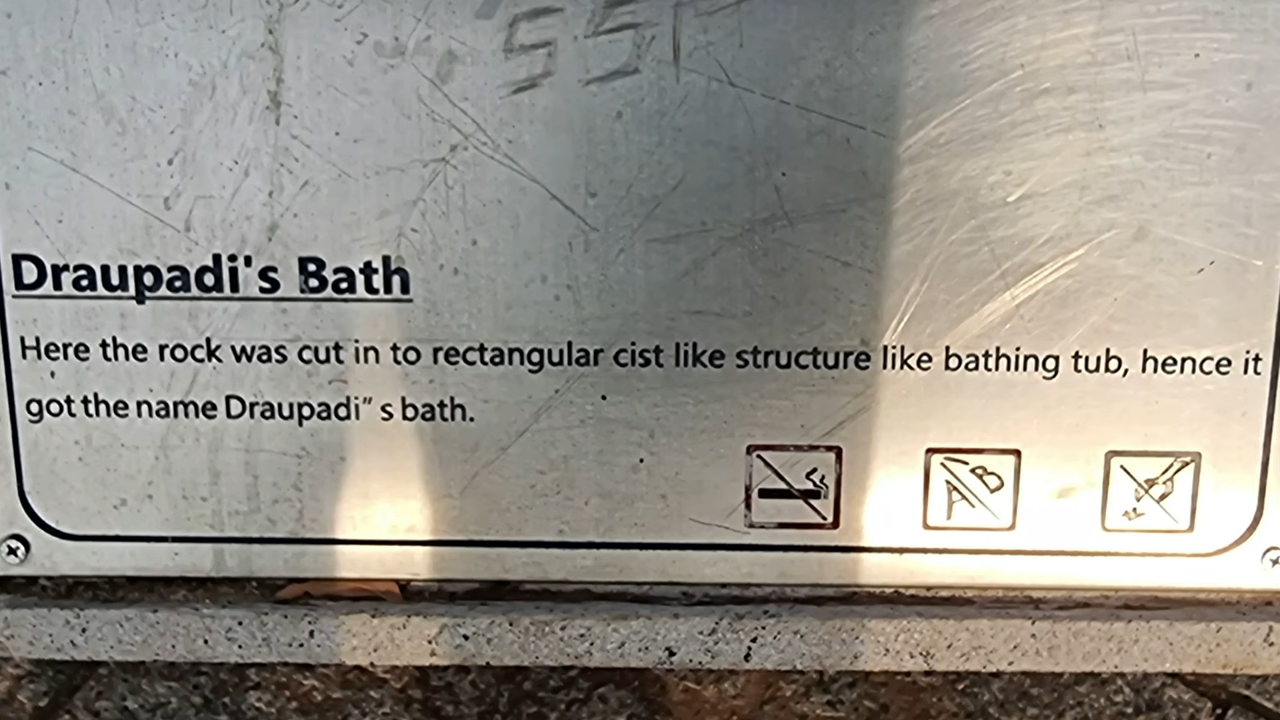 55
Draupadi's Bath
Here the rock was cut in to rectangular cist like structure like bathing tub, hence it
got the name Draupadi" s bath.
A B